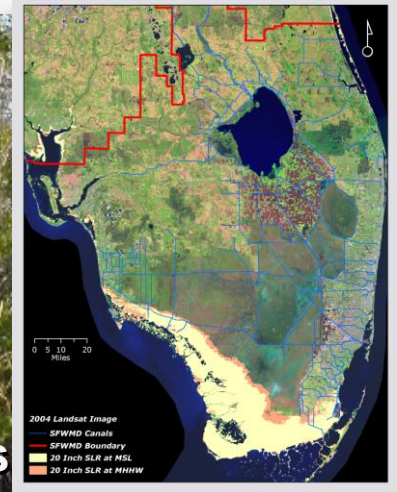 0 5 10 20
Miles
2004 Landsat Image
SFWMD Canals
SFWMD Boundary
20 Inch SLR at MSL
20 Inch SLR at MHHW
s